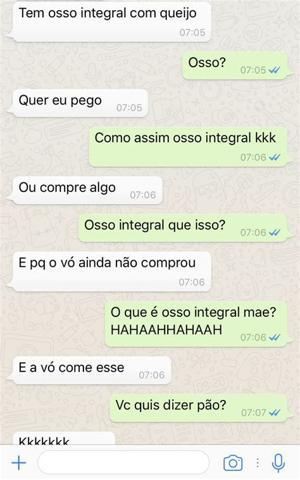 Tem osso integral com queijo
07:05
Osso?
07:05
Quer eu pego
07:05
Como assim osso integral kkk
07:06
Ou compre algo
07:06
Osso integral que isso?
07:06
E pq o vó ainda não comprou
07:06
O que é osso integral mae?
HAHAAHHAHAAH
07:06
E a vó come esse
07:06
Vc quis dizer pão?
07:07
Kkkkkkk